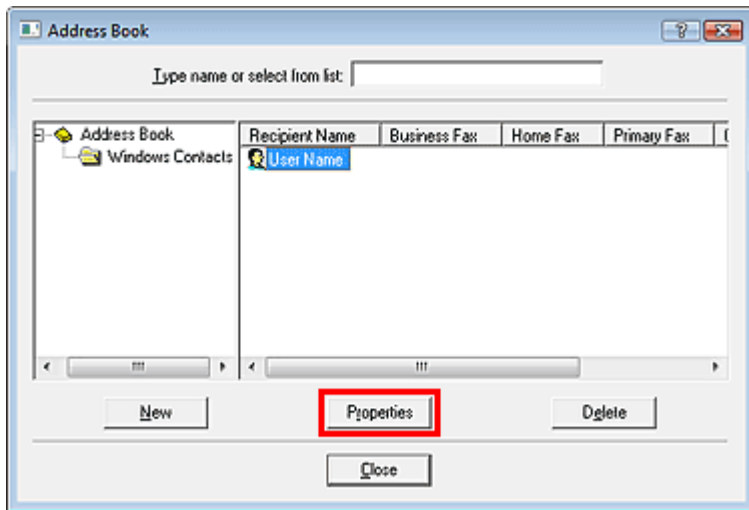 Address Book
Type name or select from list:
Address Book
Windows Contacts
Recipient Name Business Fax Home Fax Primary Fax
User Name
New Properties Delete
Close